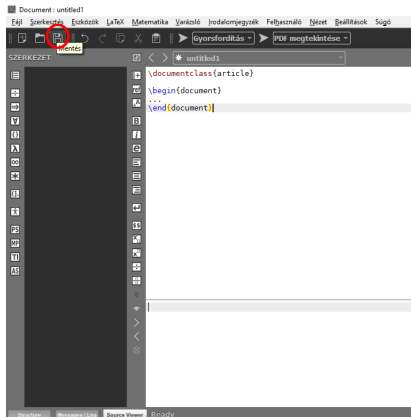 Document : untitled1
Fájl Szerkesztés Eszközök LaTeX Matematika Varázsló Irodalomjegyzék Felhasználó Nézet Beállítások Súgó
Gyorsfordítás PDF megtekintése
Mentés
SZERKEZET
untitled1
\documentclass{article}
\begin{document}
...
\end{document}
Structure Messages / Log Source Viewer Ready